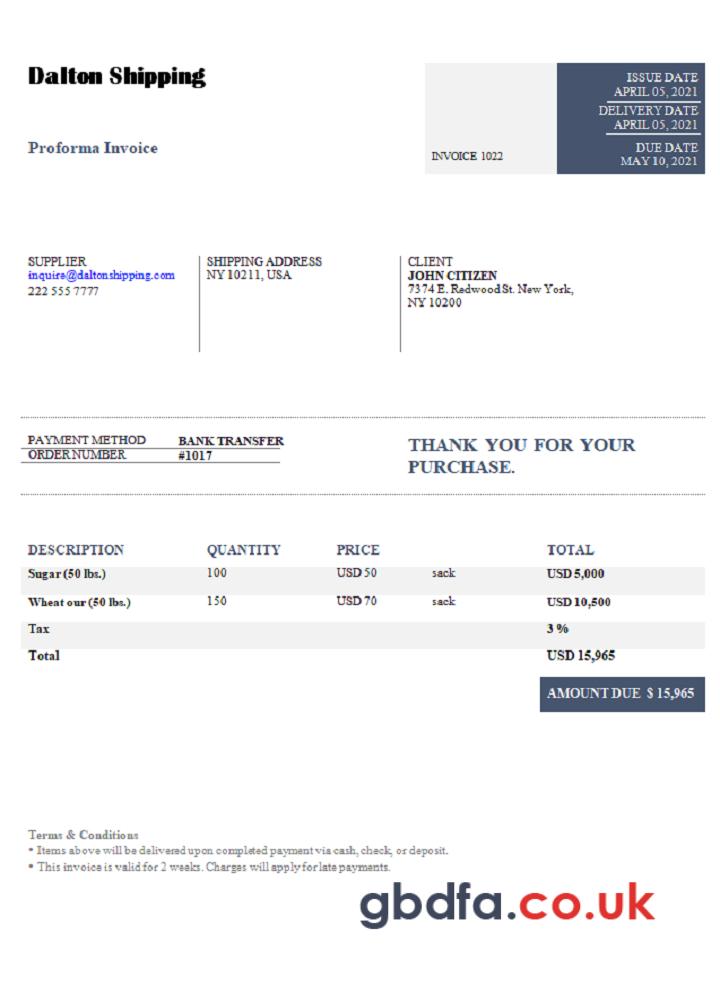 Dalton Shipping
Proforma Invoice
INVOICE 1022
ISSUE DATE
APRIL 05, 2021
DELIVERY DATE
APRIL 05, 2021
DUE DATE
MAY 10, 2021
SUPPLIER
inquire@daltonshipping.com
222 555 7777
SHIPPING ADDRESS
NY 10211, USA
CLIENT
JOHN CITIZEN
7374 E. Redwood St. New York,
NY 10200
PAYMENT METHOD BANK TRANSFER
ORDER NUMBER #1017
THANK YOU FOR YOUR
PURCHASE.
DESCRIPTION QUANTITY PRICE TOTAL
Sugar (50 lbs.) 100 USD 50 sack USD 5,000
Wheat our (50 lbs.) 150 USD 70 sack USD 10,500
Tax 3 %
Total USD 15,965
AMOUNT DUE $ 15,965
Terms & Conditions
* Items above will be delivered upon completed payment via cash, check, or deposit.
* This invoice is valid for 2 weeks. Charges will apply for late payments.
gbdfa.co.uk